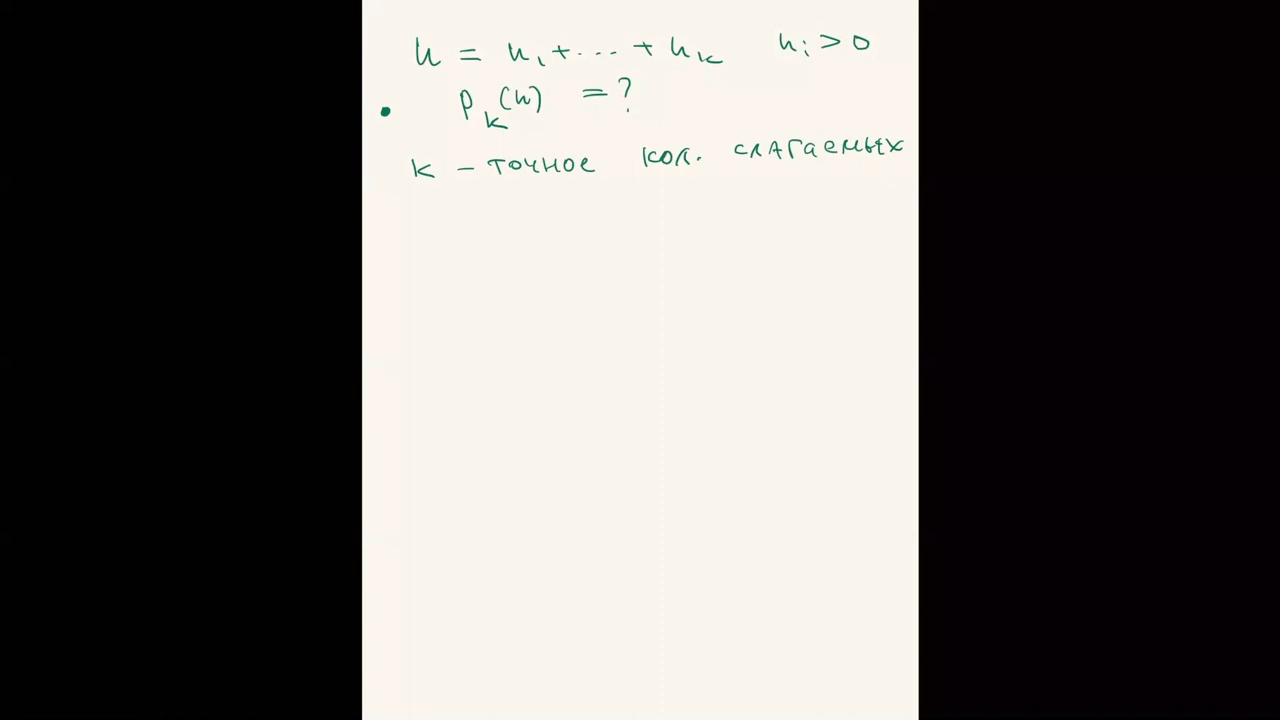 n = n₁ + ... + nₖ   nᵢ > 0
• pₖ(n) = ?
k – точное кол. слагаемых